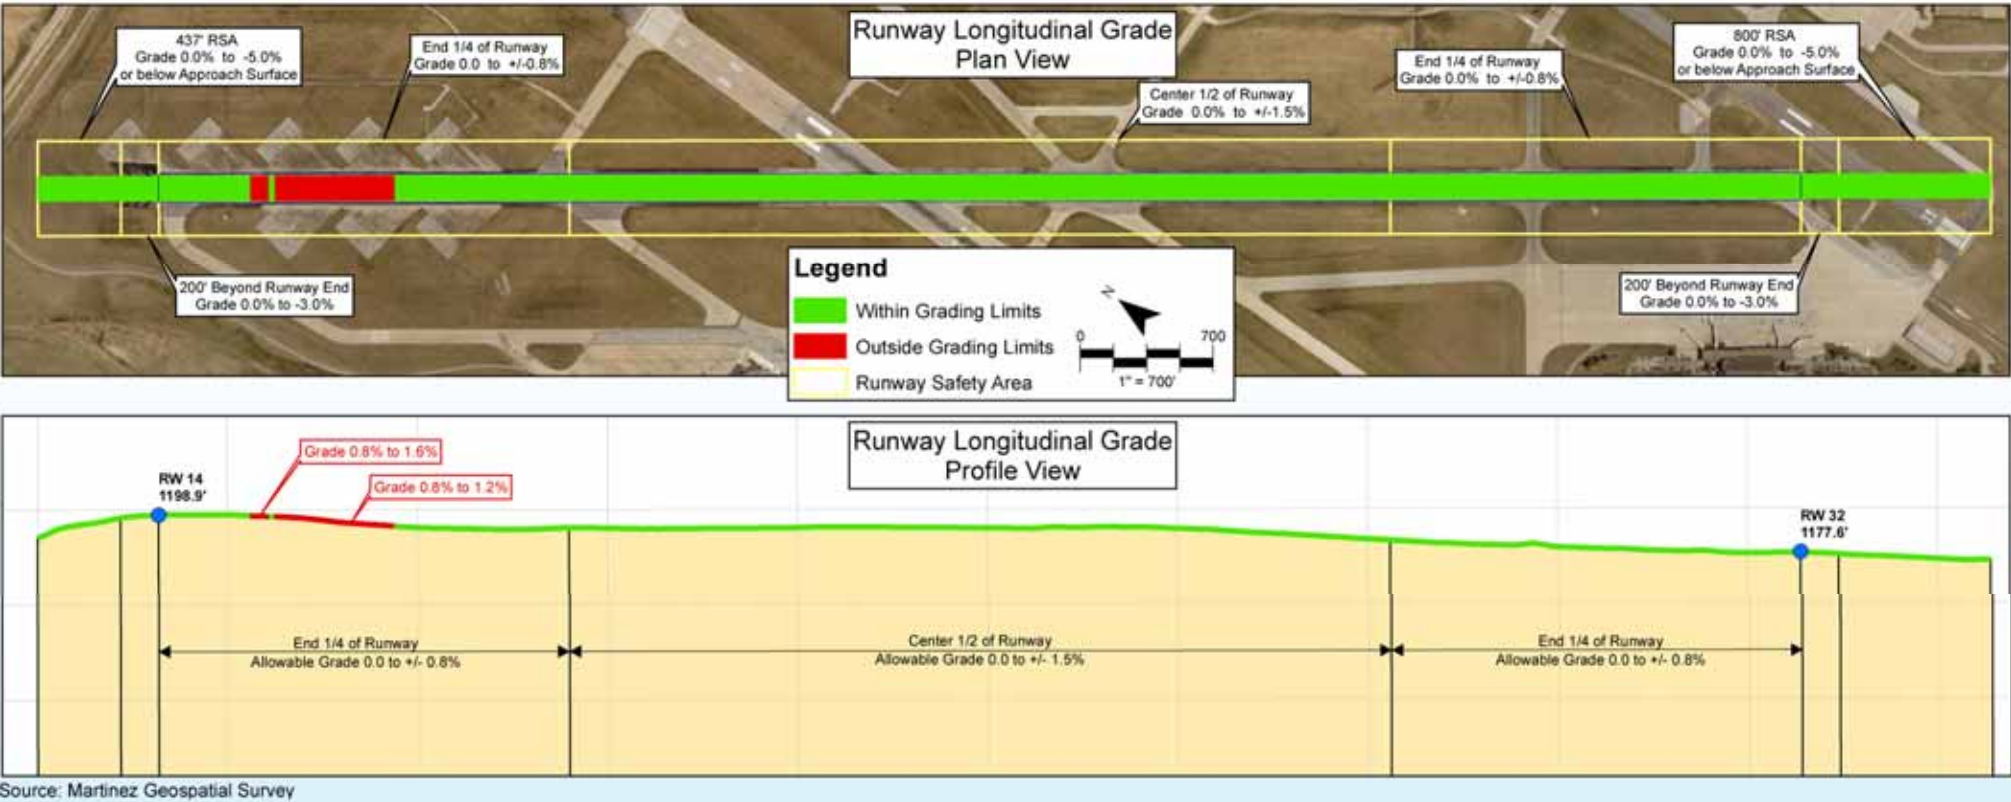 Runway Longitudinal Grade
Plan View
437' RSA
Grade 0.0% to -5.0%
or below Approach Surface
End 1/4 of Runway
Grade 0.0 to +/-0.8%
Center 1/2 of Runway
Grade 0.0% to +/-1.5%
End 1/4 of Runway
Grade 0.0% to +/-0.8%
800' RSA
Grade 0.0% to -5.0%
or below Approach Surface
200' Beyond Runway End
Grade 0.0% to -3.0%
200' Beyond Runway End
Grade 0.0% to -3.0%
Legend
Within Grading Limits
Outside Grading Limits
Runway Safety Area
N
0 700
1" = 700'
Runway Longitudinal Grade
Profile View
Grade 0.8% to 1.6%
Grade 0.8% to 1.2%
RW 14
1198.9'
RW 32
1177.6'
End 1/4 of Runway
Allowable Grade 0.0 to +/- 0.8%
Center 1/2 of Runway
Allowable Grade 0.0 to +/- 1.5%
End 1/4 of Runway
Allowable Grade 0.0 to +/- 0.8%
Source: Martinez Geospatial Survey